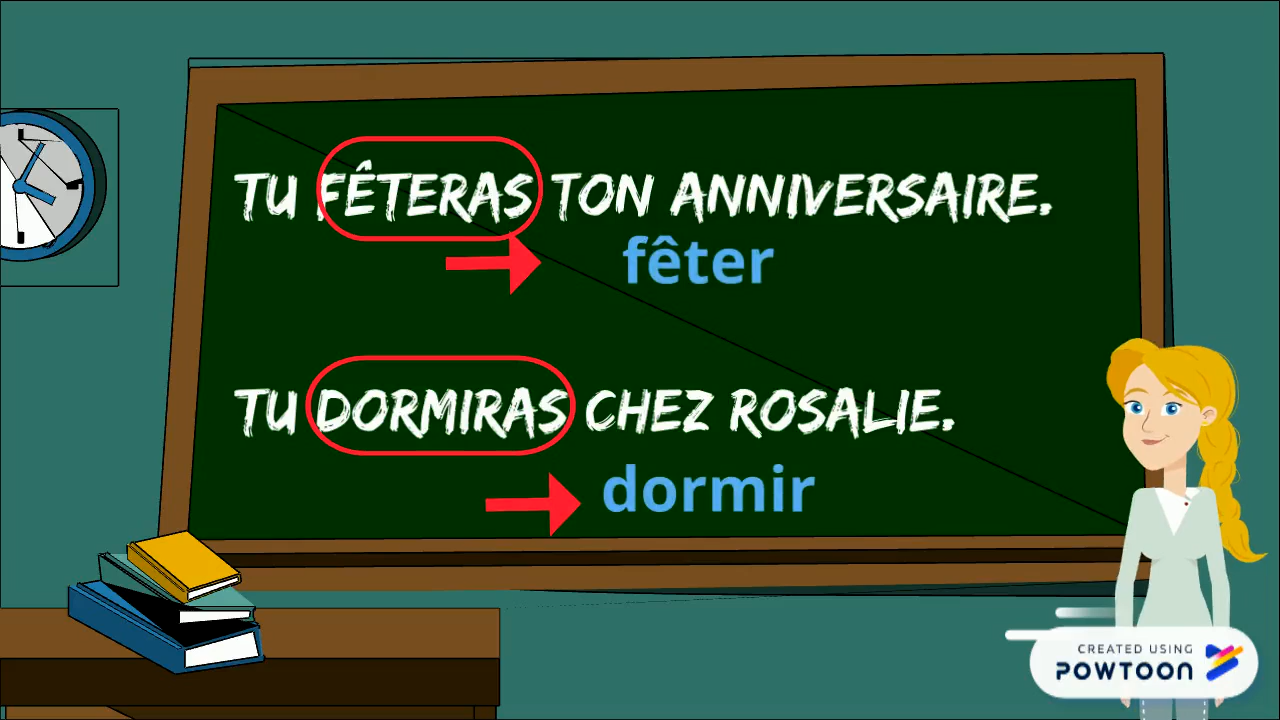 TU FÊTERAS TON ANNIVERSAIRE.
fêter
TU DORMIRAS CHEZ ROSALIE.
dormir
CREATED USING
POWTOON